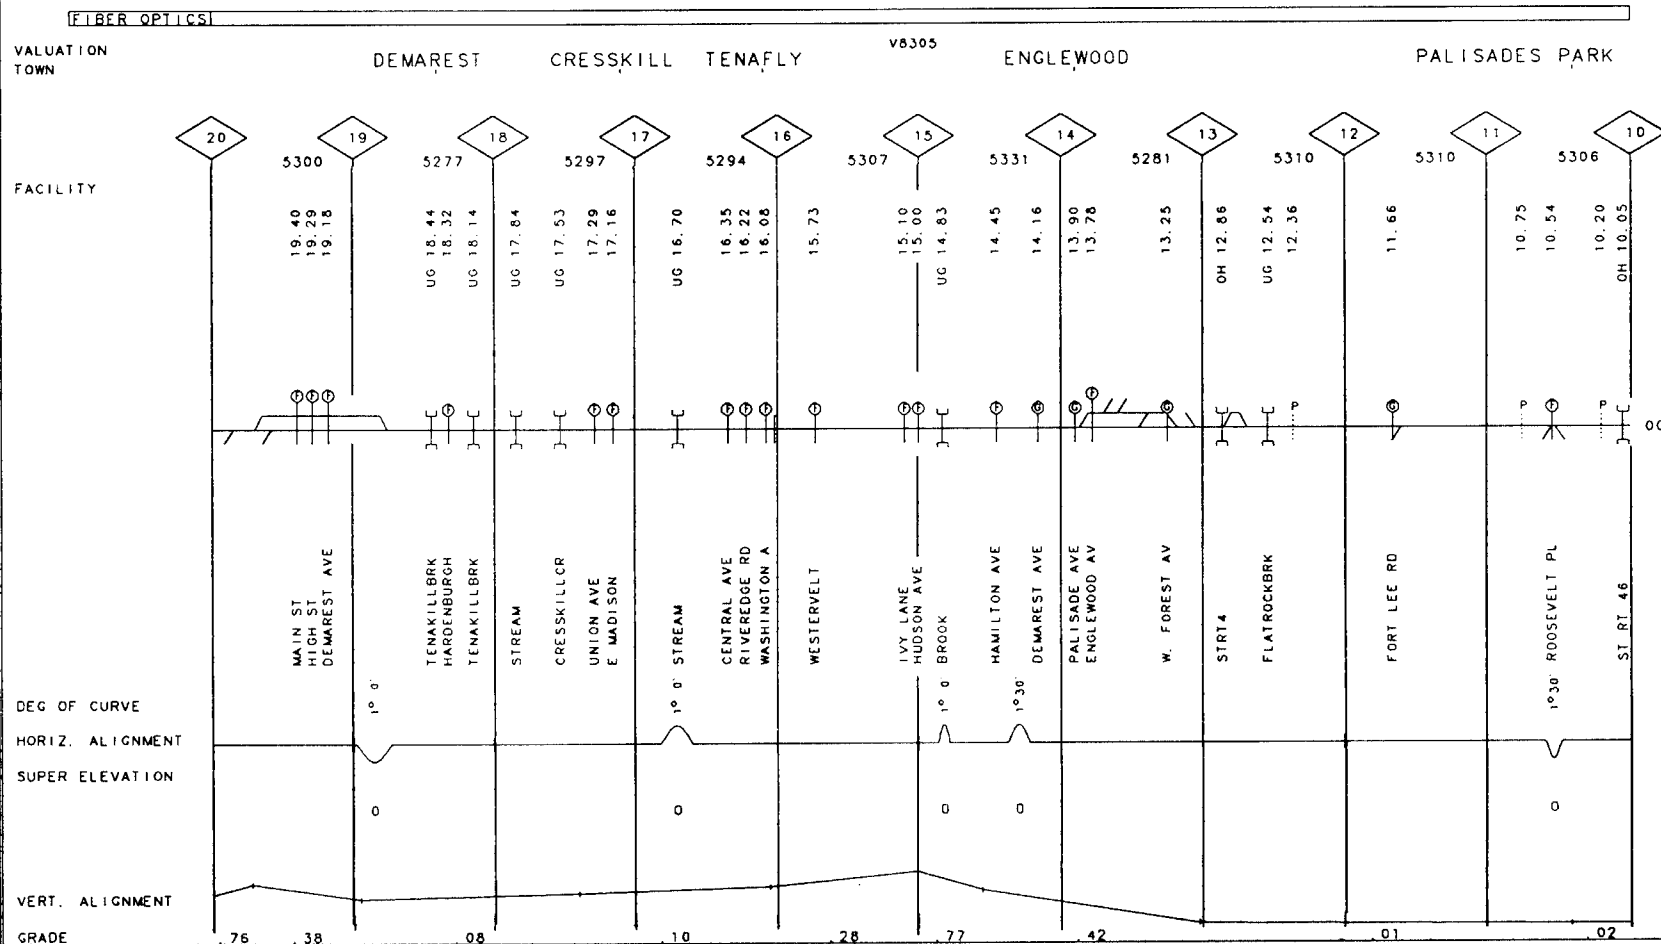 FIBER OPTICS
VALUATION V8305
TOWN DEMAREST CRESSKILL TENAFLY ENGLEWOOD PALISADES PARK
20 19 18 17 16 15 14 13 12 11 10
5300 5277 5297 5294 5307 5331 5281 5310 5310 5306
FACILITY
19.40
19.29
19.18
UG 18.44
18.32
UG 18.14
UG 17.84
UG 17.53
17.29
17.16
UG 16.70
16.35
16.22
16.08
15.73
15.10
15.00
UG 14.83
14.45
14.16
13.90
13.78
13.25
OH 12.86
UG 12.54
12.36
11.66
10.75
10.54
10.20
OH 10.05
F F F F F F F F F F F F F F G G F G P G P F P
MAIN ST
HIGH ST
DEMAREST AVE
TENAKILLBRK
HARDENBURGH
TENAKILLBRK
STREAM
CRESSKILLCR
UNION AVE
E MADISON
STREAM
CENTRAL AVE
RIVEREDGE RD
WASHINGTON A
WESTERVELT
IVY LANE
HUDSON AVE
BROOK
HAMILTON AVE
DEMAREST AVE
PALISADE AVE
ENGLEWOOD AV
W. FOREST AV
STRT4
FLATROCKBRK
FORT LEE RD
ROOSEVELT PL
ST RT 46
DEG OF CURVE 1° 0' 1° 0' 1° 0 1°30' 1°30'
HORIZ. ALIGNMENT
SUPER ELEVATION
0 0 0 0 0
VERT. ALIGNMENT
GRADE .76 .38 .08 .10 .28 .77 .42 .01 .02